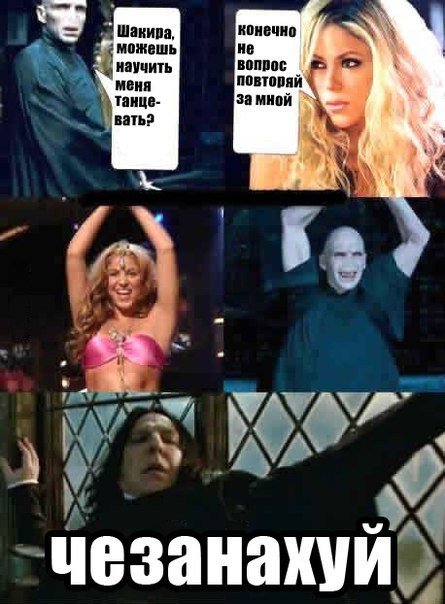 Шакира,
можешь
научить
меня
танце-
вать?
конечно
не
вопрос
повторяй
за мной
чезанахуй